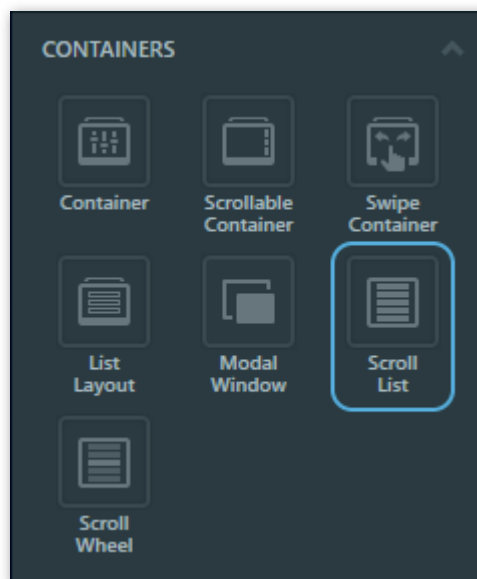 CONTAINERS
Container
Scrollable
Container
Swipe
Container
List
Layout
Modal
Window
Scroll
List
Scroll
Wheel